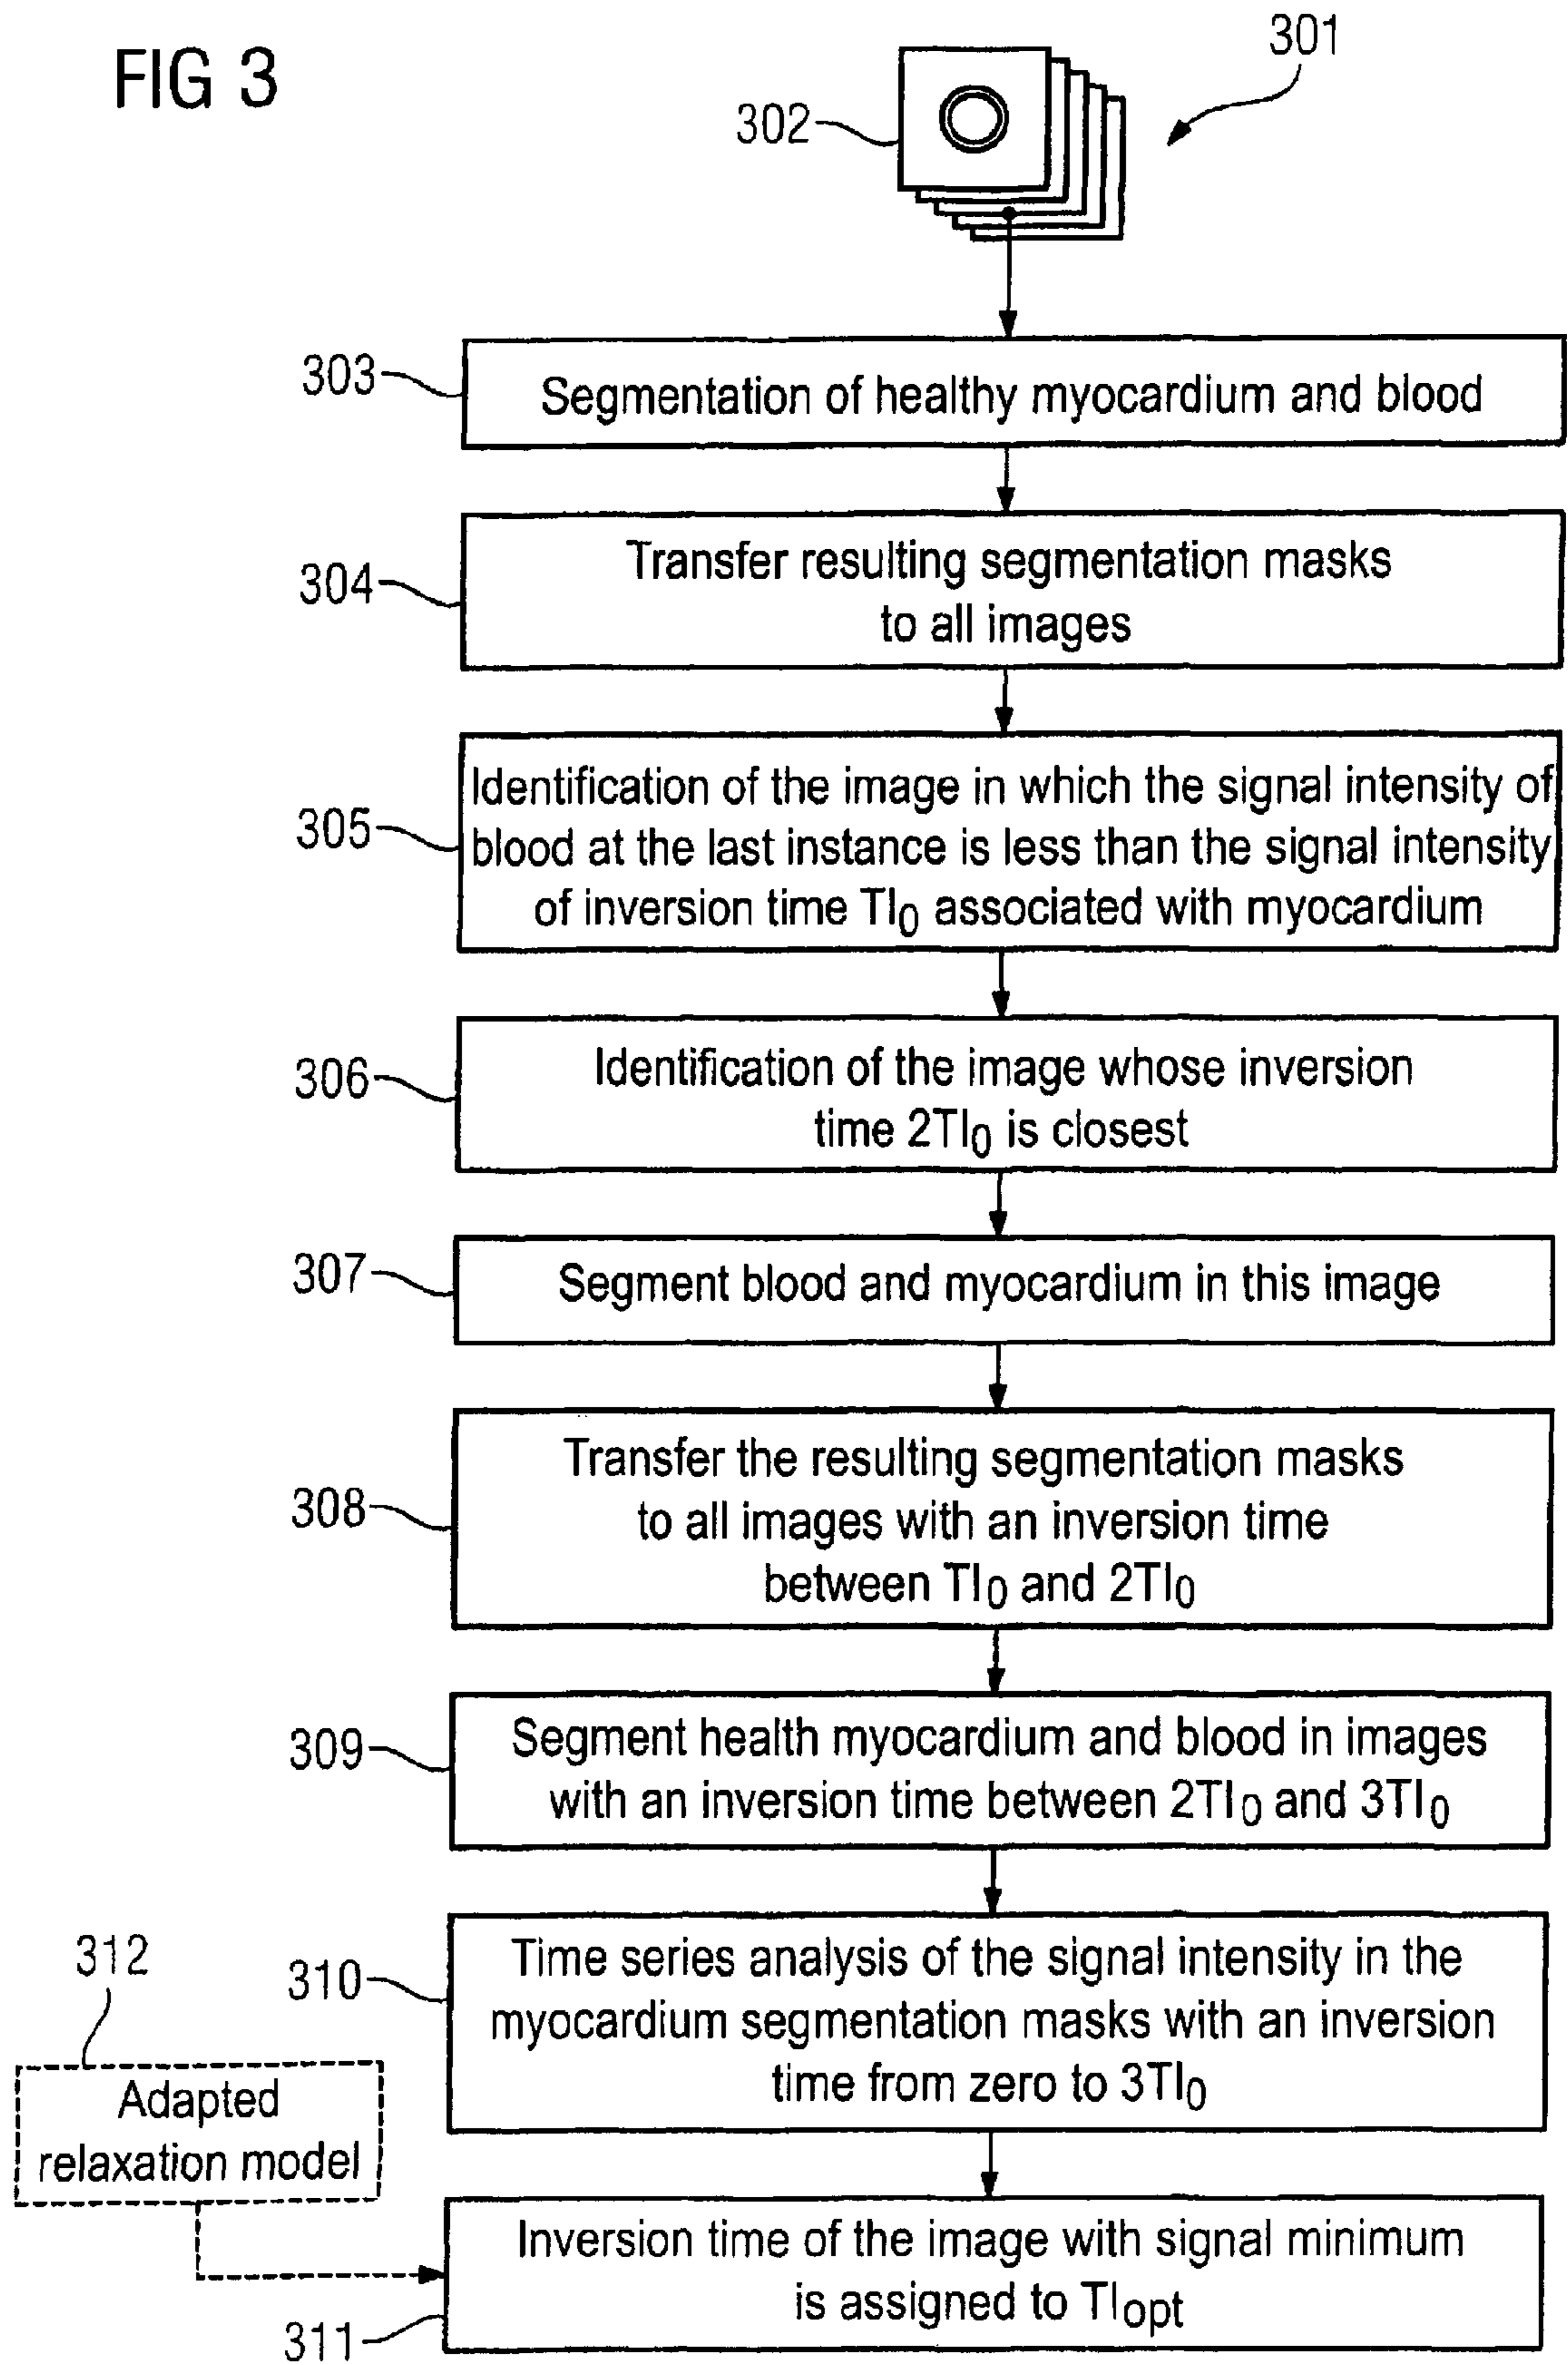 FIG 3
301
302
303
Segmentation of healthy myocardium and blood
304
Transfer resulting segmentation masks
to all images
305
Identification of the image in which the signal intensity of
blood at the last instance is less than the signal intensity
of inversion time TI0 associated with myocardium
306
Identification of the image whose inversion
time 2TI0 is closest
307
Segment blood and myocardium in this image
308
Transfer the resulting segmentation masks
to all images with an inversion time
between TI0 and 2TI0
309
Segment health myocardium and blood in images
with an inversion time between 2TI0 and 3TI0
310
Time series analysis of the signal intensity in the
myocardium segmentation masks with an inversion
time from zero to 3TI0
312
Adapted
relaxation model
Inversion time of the image with signal minimum
is assigned to TIopt
311